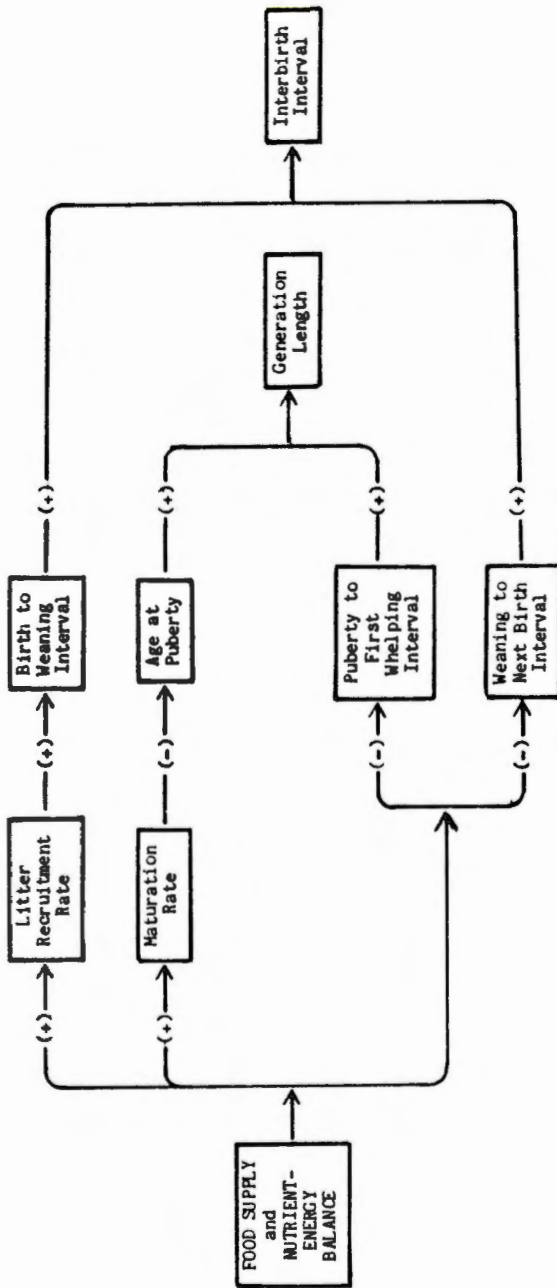 FOOD SUPPLY
and
NUTRIENT-
ENERGY
BALANCE
(+)
Litter
Recruitment
Rate
(+)
Birth to
Weaning
Interval
(+)
Interbirth
Interval
(+)
Maturation
Rate
(-)
Age at
Puberty
(+)
Generation
Length
(-)
Puberty to
First
Whelping
Interval
(+)
(-)
Weaning to
Next Birth
Interval
(+)